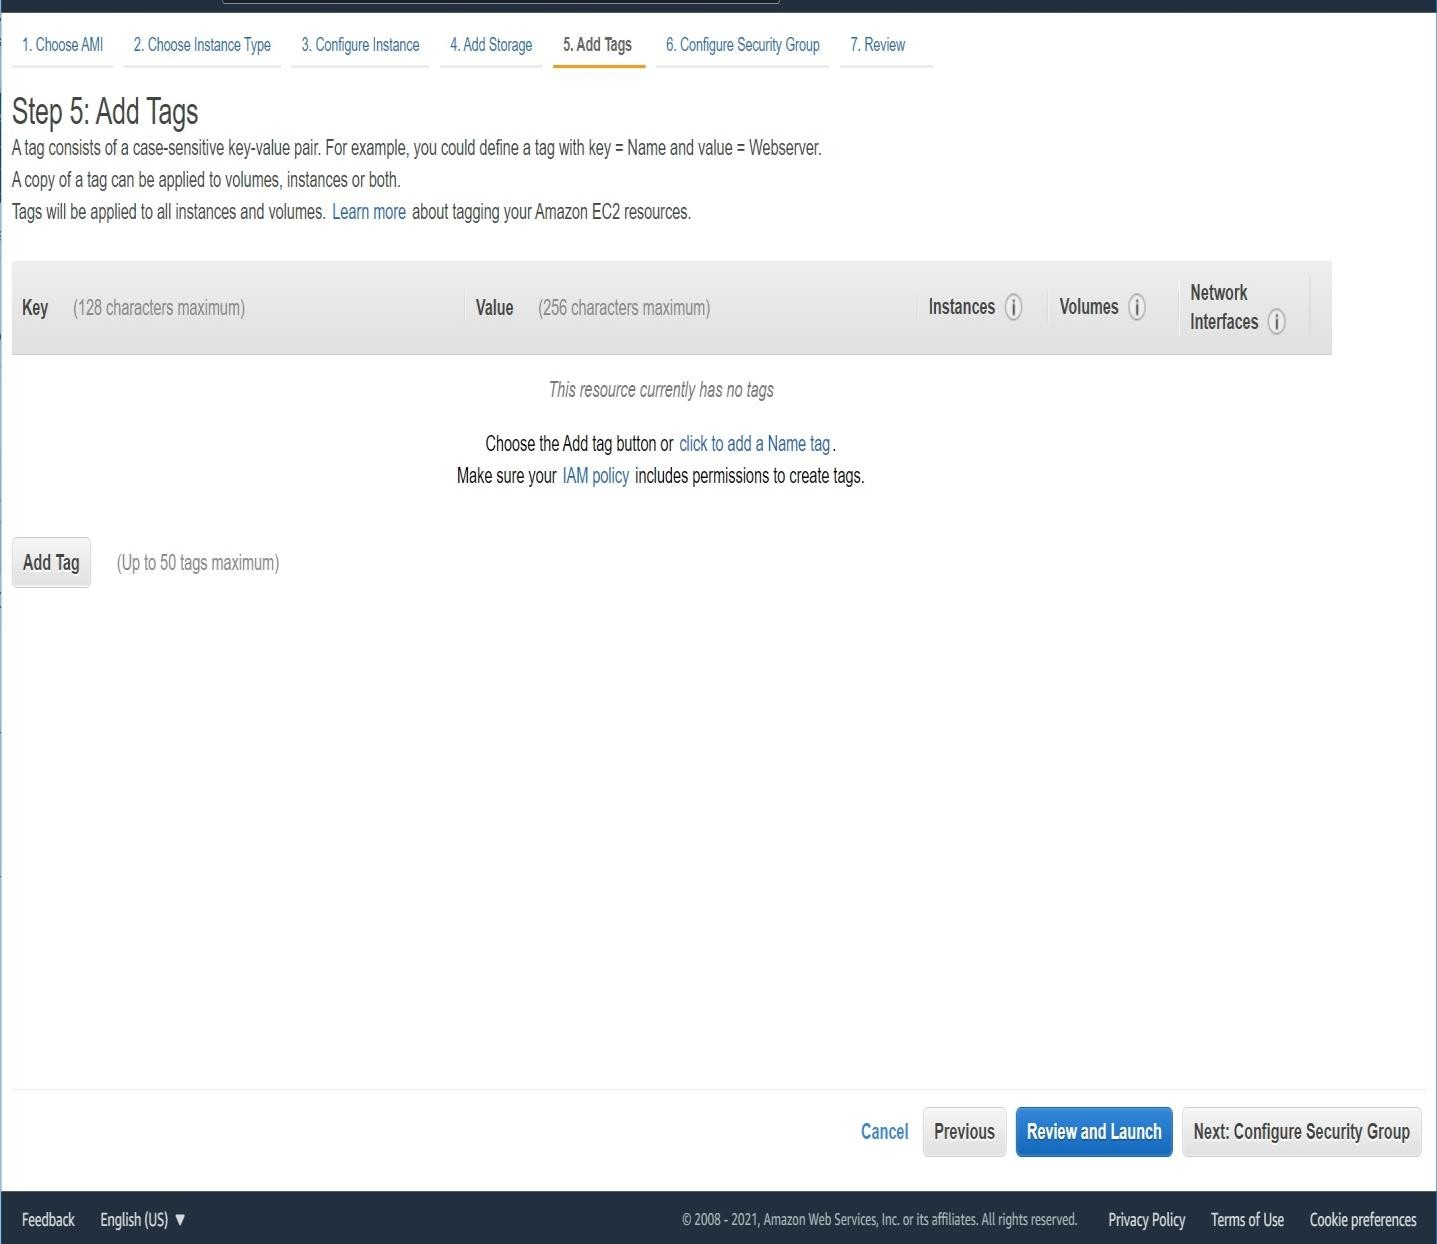 1. Choose AMI 2. Choose Instance Type 3. Configure Instance 4. Add Storage 5. Add Tags 6. Configure Security Group 7. Review
Step 5: Add Tags
A tag consists of a case-sensitive key-value pair. For example, you could define a tag with key = Name and value = Webserver.
A copy of a tag can be applied to volumes, instances or both.
Tags will be applied to all instances and volumes. Learn more about tagging your Amazon EC2 resources.
Key (128 characters maximum) Value (256 characters maximum) Instances Volumes Network Interfaces
This resource currently has no tags
Choose the Add tag button or click to add a Name tag.
Make sure your IAM policy includes permissions to create tags.
Add Tag (Up to 50 tags maximum)
Cancel Previous Review and Launch Next: Configure Security Group
Feedback English (US) © 2008 - 2021, Amazon Web Services, Inc. or its affiliates. All rights reserved. Privacy Policy Terms of Use Cookie preferences